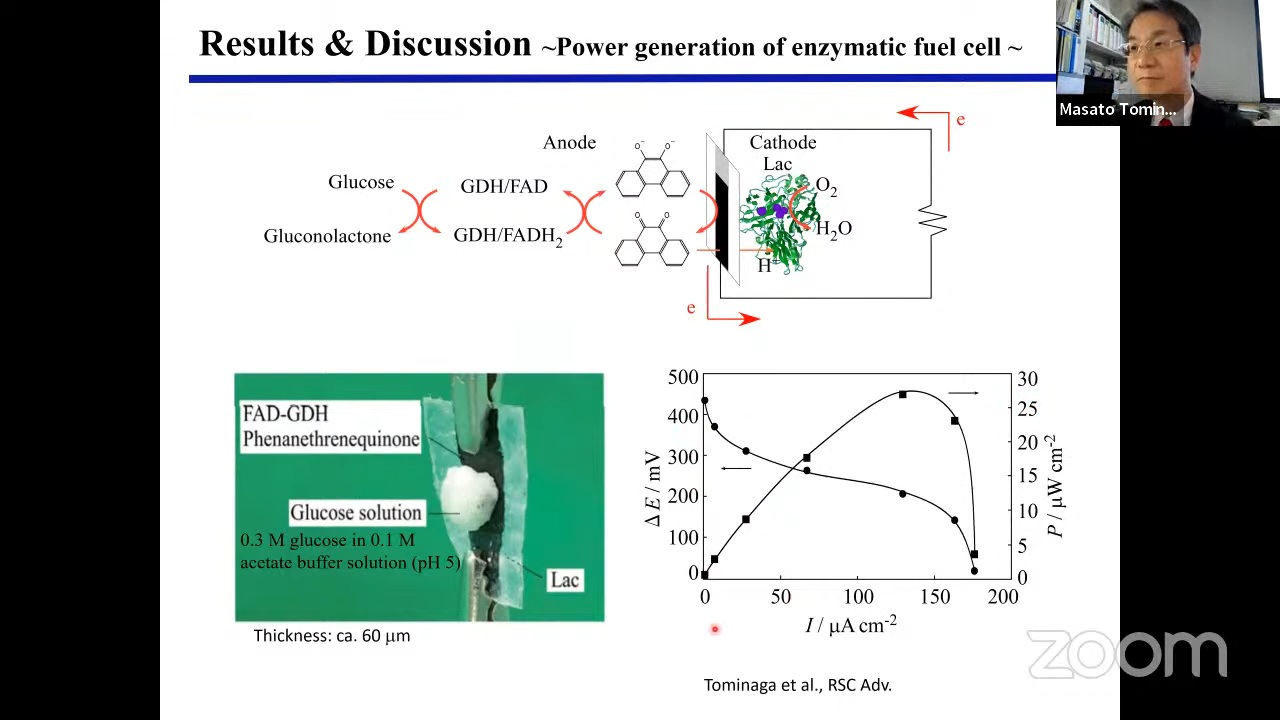 Results & Discussion ~Power generation of enzymatic fuel cell ~
Masato Tomin...
e
Anode
Cathode
Lac
O⁻ O⁻
Glucose
GDH/FAD
O₂
O O
Gluconolactone
GDH/FADH₂
H₂O
H⁺
e
FAD-GDH
Phenanethrenequinone
Glucose solution
0.3 M glucose in 0.1 M
acetate buffer solution (pH 5)
Lac
Thickness: ca. 60 μm
500
400
300
200
100
0
Δ E / mV
30
25
20
15
10
5
0
P / μW cm⁻²
0 50 100 150 200
I / μA cm⁻²
Tominaga et al., RSC Adv.
zoom